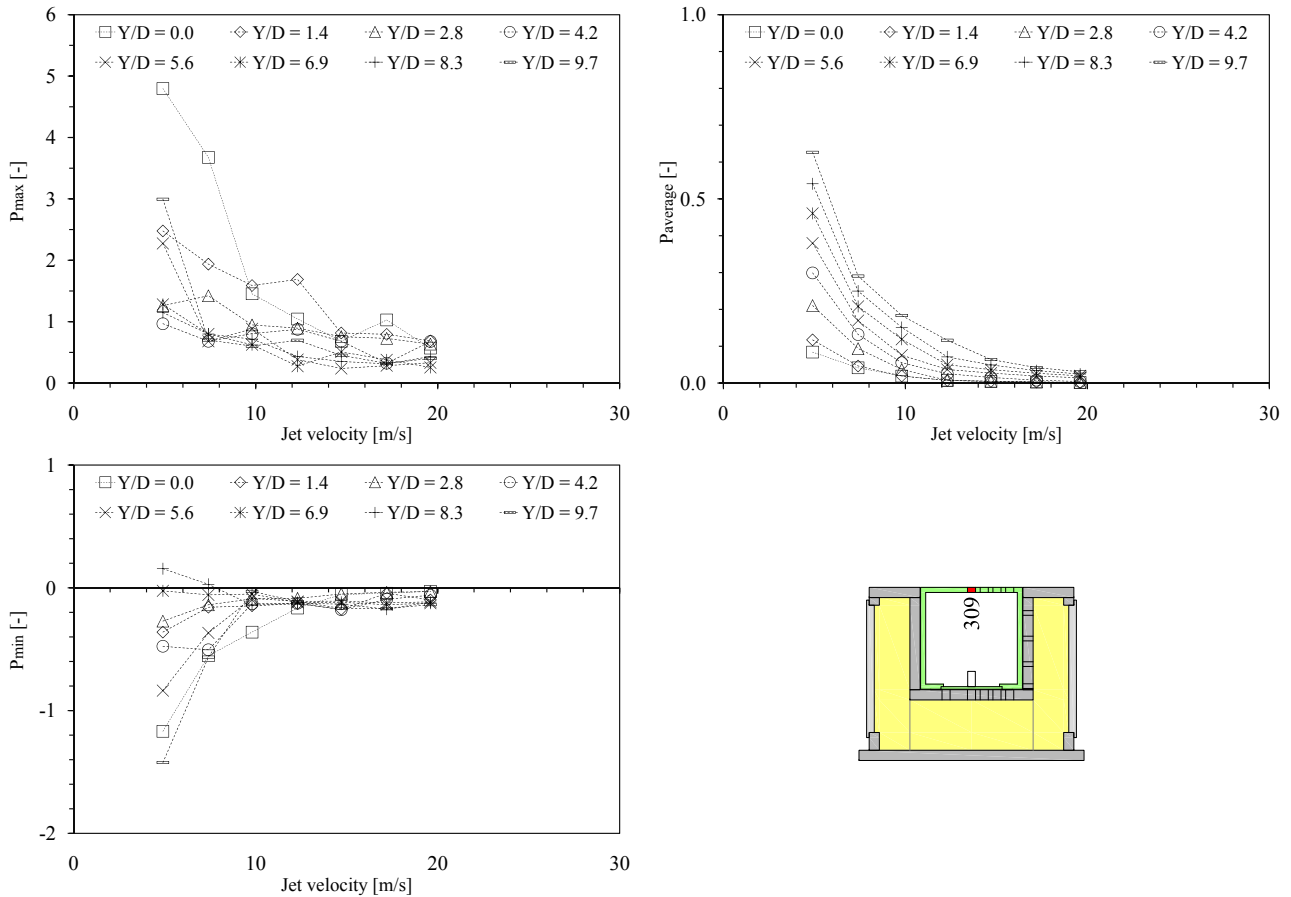 6
Y/D = 0.0 Y/D = 1.4 Y/D = 2.8 Y/D = 4.2
Y/D = 5.6 Y/D = 6.9 Y/D = 8.3 Y/D = 9.7
5
4
3
2
1
0
Pmax [-]
0 10 20 30
Jet velocity [m/s]
1.0
Y/D = 0.0 Y/D = 1.4 Y/D = 2.8 Y/D = 4.2
Y/D = 5.6 Y/D = 6.9 Y/D = 8.3 Y/D = 9.7
0.5
0.0
Paverage [-]
0 10 20 30
Jet velocity [m/s]
1
Y/D = 0.0 Y/D = 1.4 Y/D = 2.8 Y/D = 4.2
Y/D = 5.6 Y/D = 6.9 Y/D = 8.3 Y/D = 9.7
0
-1
-2
Pmin [-]
0 10 20 30
Jet velocity [m/s]
309